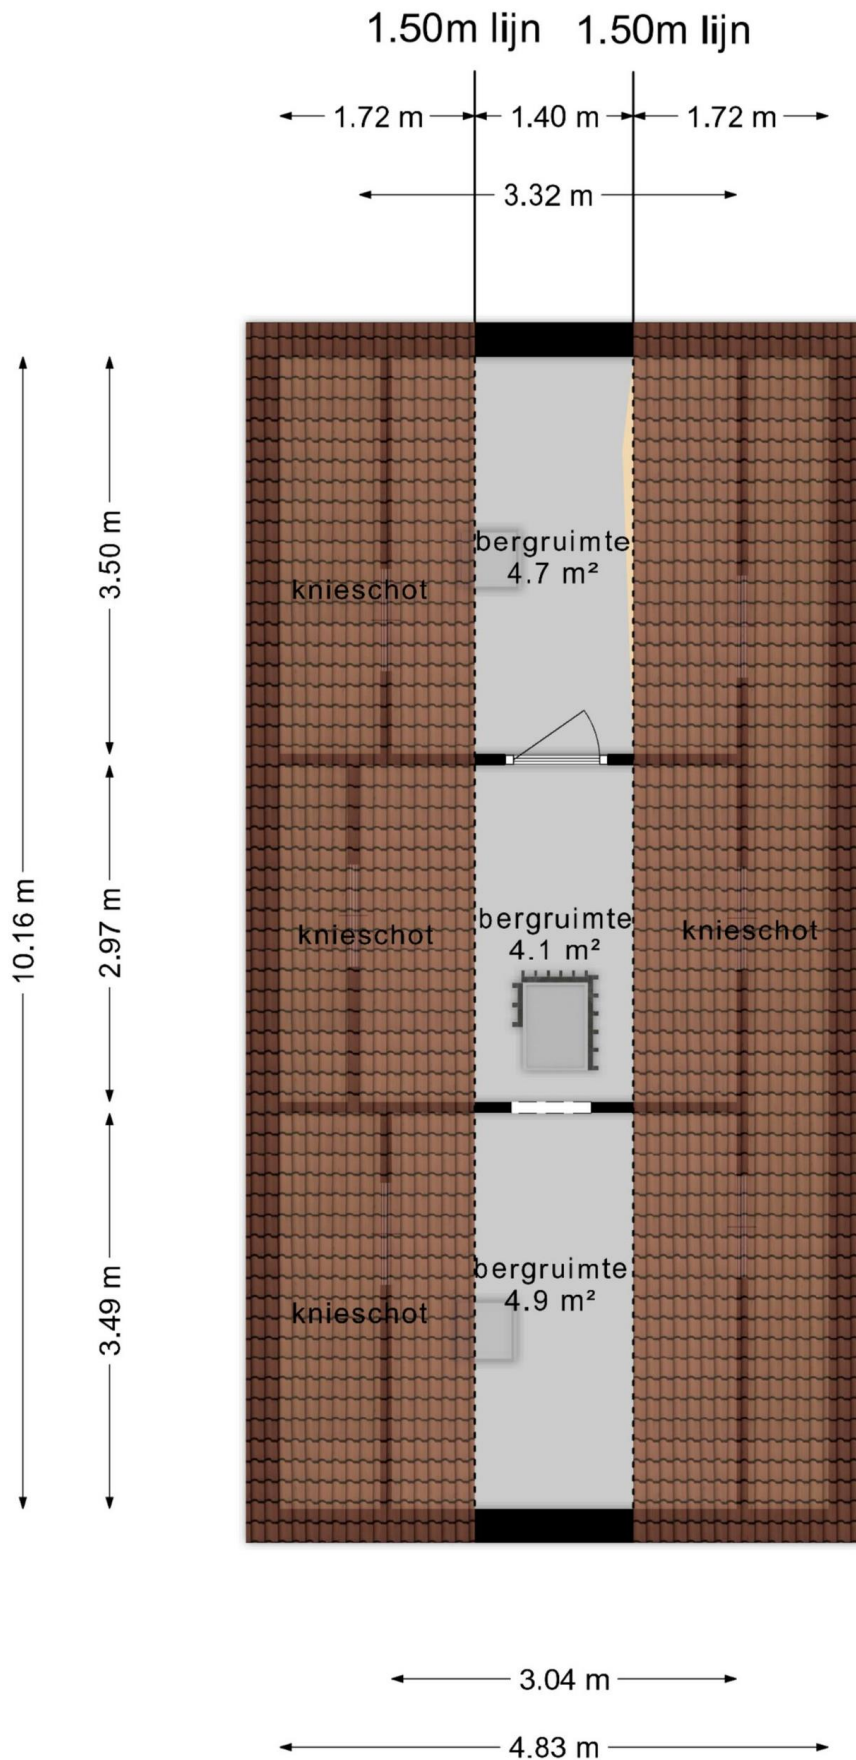 1.50m lijn 1.50m lijn
1.72 m 1.40 m 1.72 m
3.32 m
3.50 m
bergruimte
4.7 m²
knieschot
10.16 m
2.97 m
bergruimte
4.1 m²
knieschot
knieschot
3.49 m
bergruimte
4.9 m²
knieschot
3.04 m
4.83 m